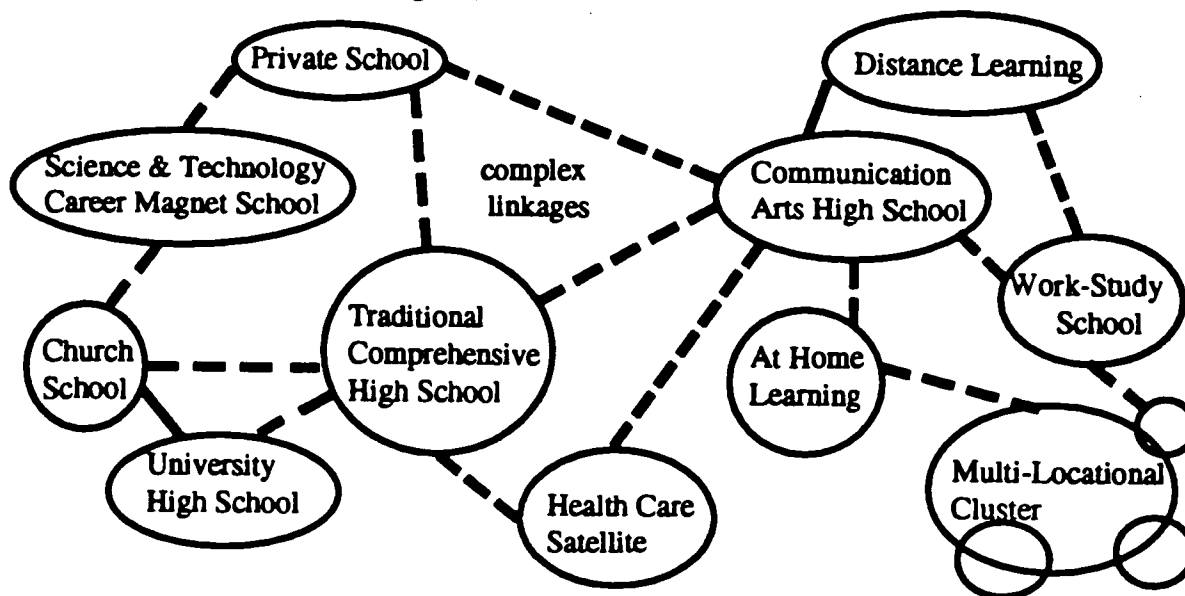 Private School
Distance Learning
Science & Technology
Career Magnet School
complex
linkages
Communication
Arts High School
Work-Study
School
Church
School
Traditional
Comprehensive
High School
At Home
Learning
University
High School
Health Care
Satellite
Multi-Locational
Cluster